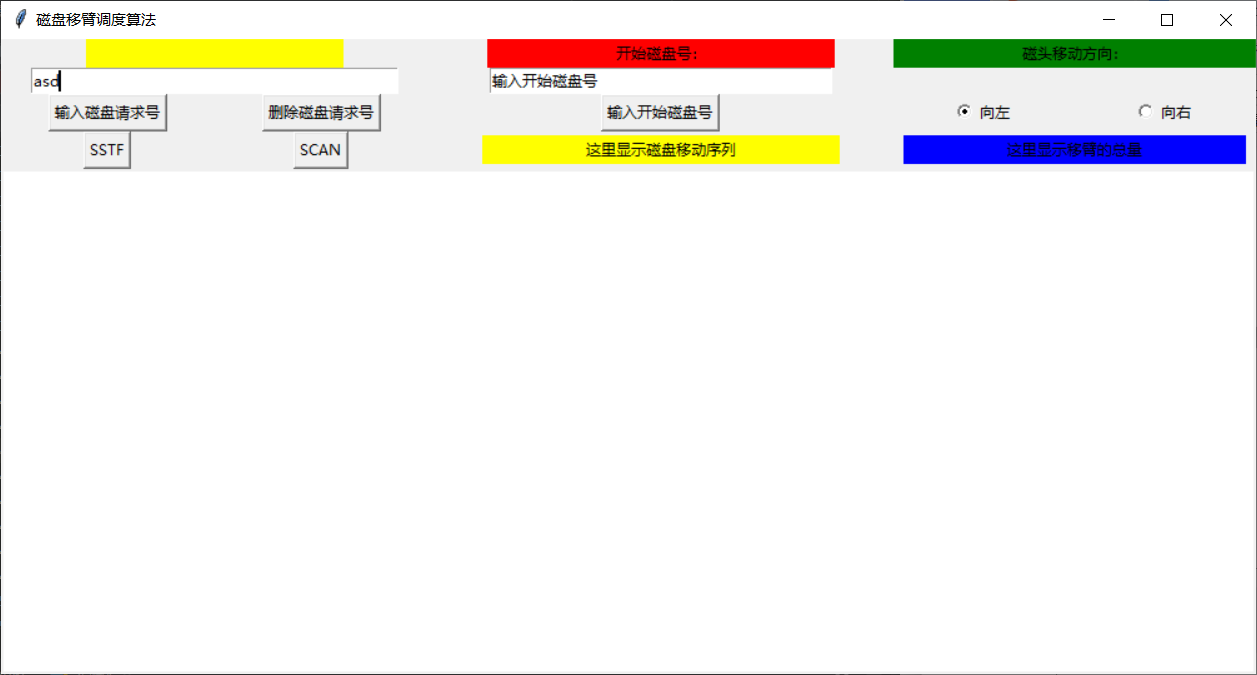 磁盘移臂调度算法
开始磁盘号:
磁头移动方向:
asd
输入开始磁盘号
输入磁盘请求号
删除磁盘请求号
输入开始磁盘号
向左
向右
SSTF
SCAN
这里显示磁盘移动序列
这里显示移臂的总量